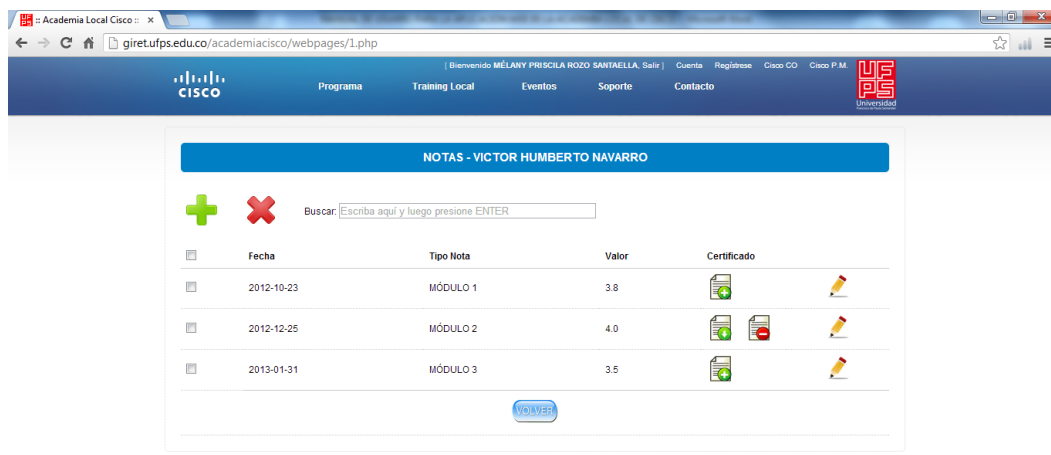 :: Academia Local Cisco ::
giret.ufps.edu.co/academiacisco/webpages/1.php
[ Bienvenido MÉLANY PRISCILA ROZO SANTAELLA, Salir ] Cuenta Regístrese Cisco CO Cisco P.M.
CISCO
Programa Training Local Eventos Soporte Contacto
UFPS
Universidad
NOTAS - VICTOR HUMBERTO NAVARRO
Buscar: Escriba aquí y luego presione ENTER
Fecha Tipo Nota Valor Certificado
2012-10-23 MÓDULO 1 3.8
2012-12-25 MÓDULO 2 4.0
2013-01-31 MÓDULO 3 3.5
VOLVER